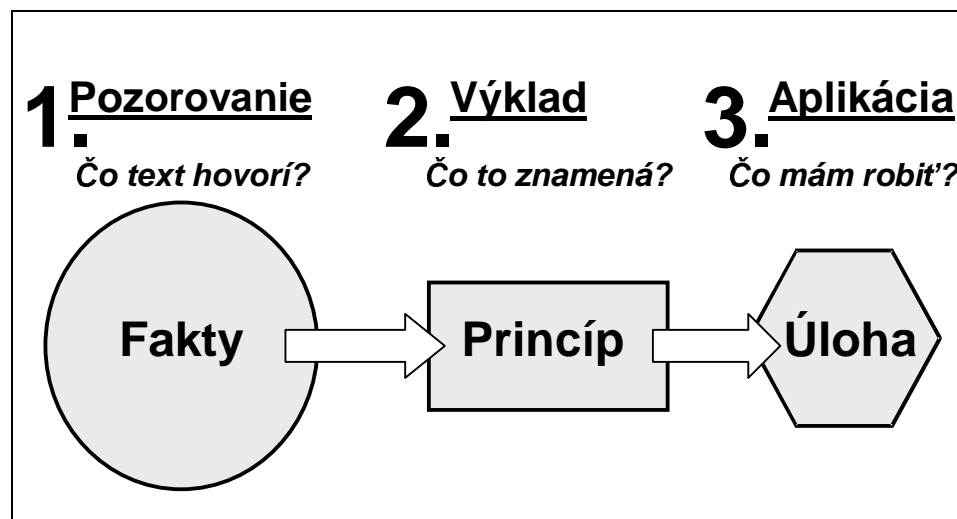 1. Pozorovanie
Čo text hovorí?
Fakty
2. Výklad
Čo to znamená?
Princíp
3. Aplikácia
Čo mám robiť?
Úloha